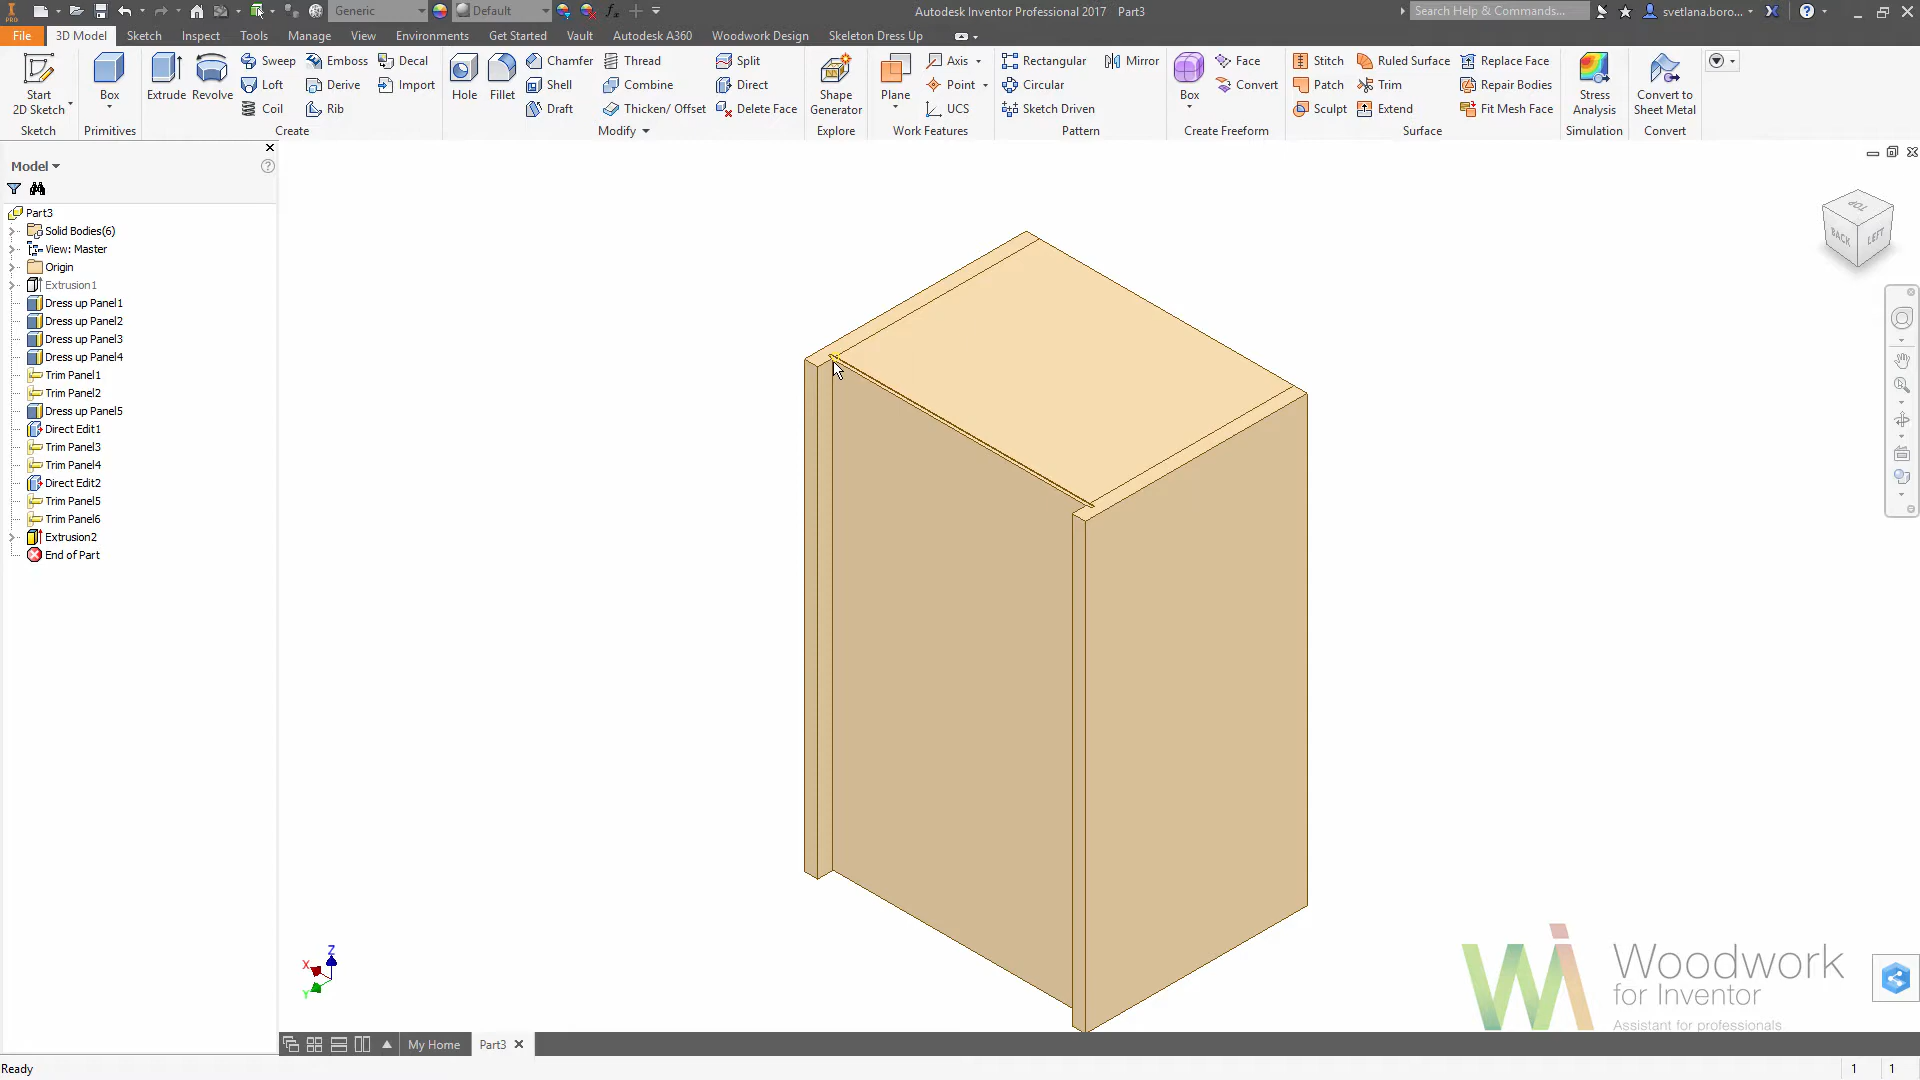 Generic
Default
Autodesk Inventor Professional 2017 Part3
Search Help & Commands...
svetlana.boro...
PRO
File
3D Model
Sketch
Inspect
Tools
Manage
View
Environments
Get Started
Vault
Autodesk A360
Woodwork Design
Skeleton Dress Up
Start
2D Sketch
Sketch
Box
Primitives
Extrude
Revolve
Sweep
Loft
Coil
Emboss
Derive
Rib
Decal
Import
Create
Hole
Fillet
Chamfer
Shell
Draft
Thread
Combine
Thicken/ Offset
Split
Direct
Delete Face
Modify
Shape
Generator
Explore
Plane
Axis
Point
UCS
Work Features
Rectangular
Circular
Sketch Driven
Mirror
Pattern
Box
Face
Convert
Create Freeform
Stitch
Patch
Sculpt
Ruled Surface
Trim
Extend
Replace Face
Repair Bodies
Fit Mesh Face
Surface
Stress
Analysis
Simulation
Convert to
Sheet Metal
Convert
Model
Part3
Solid Bodies(6)
View: Master
Origin
Extrusion1
Dress up Panel1
Dress up Panel2
Dress up Panel3
Dress up Panel4
Trim Panel1
Trim Panel2
Dress up Panel5
Direct Edit1
Trim Panel3
Trim Panel4
Direct Edit2
Trim Panel5
Trim Panel6
Extrusion2
End of Part
TOP
BACK
LEFT
Z
X
Y
Woodwork
for Inventor
Assistant for professionals
My Home
Part3
Ready
1
1